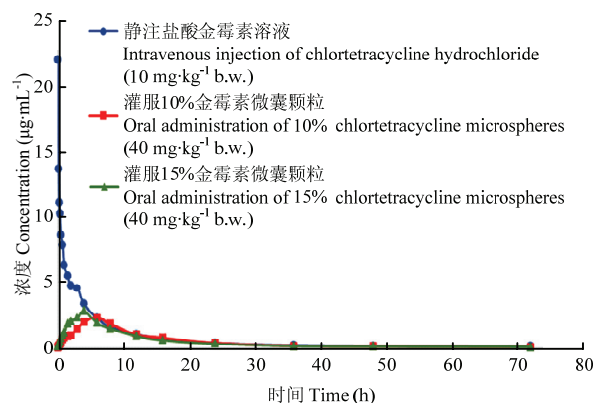 25
20
15
10
5
0
浓度 Concentration (μg·mL⁻¹)
静注盐酸金霉素溶液
Intravenous injection of chlortetracycline hydrochloride
(10 mg·kg⁻¹ b.w.)
灌服10%金霉素微囊颗粒
Oral administration of 10% chlortetracycline microspheres
(40 mg·kg⁻¹ b.w.)
灌服15%金霉素微囊颗粒
Oral administration of 15% chlortetracycline microspheres
(40 mg·kg⁻¹ b.w.)
0 10 20 30 40 50 60 70 80
时间 Time (h)